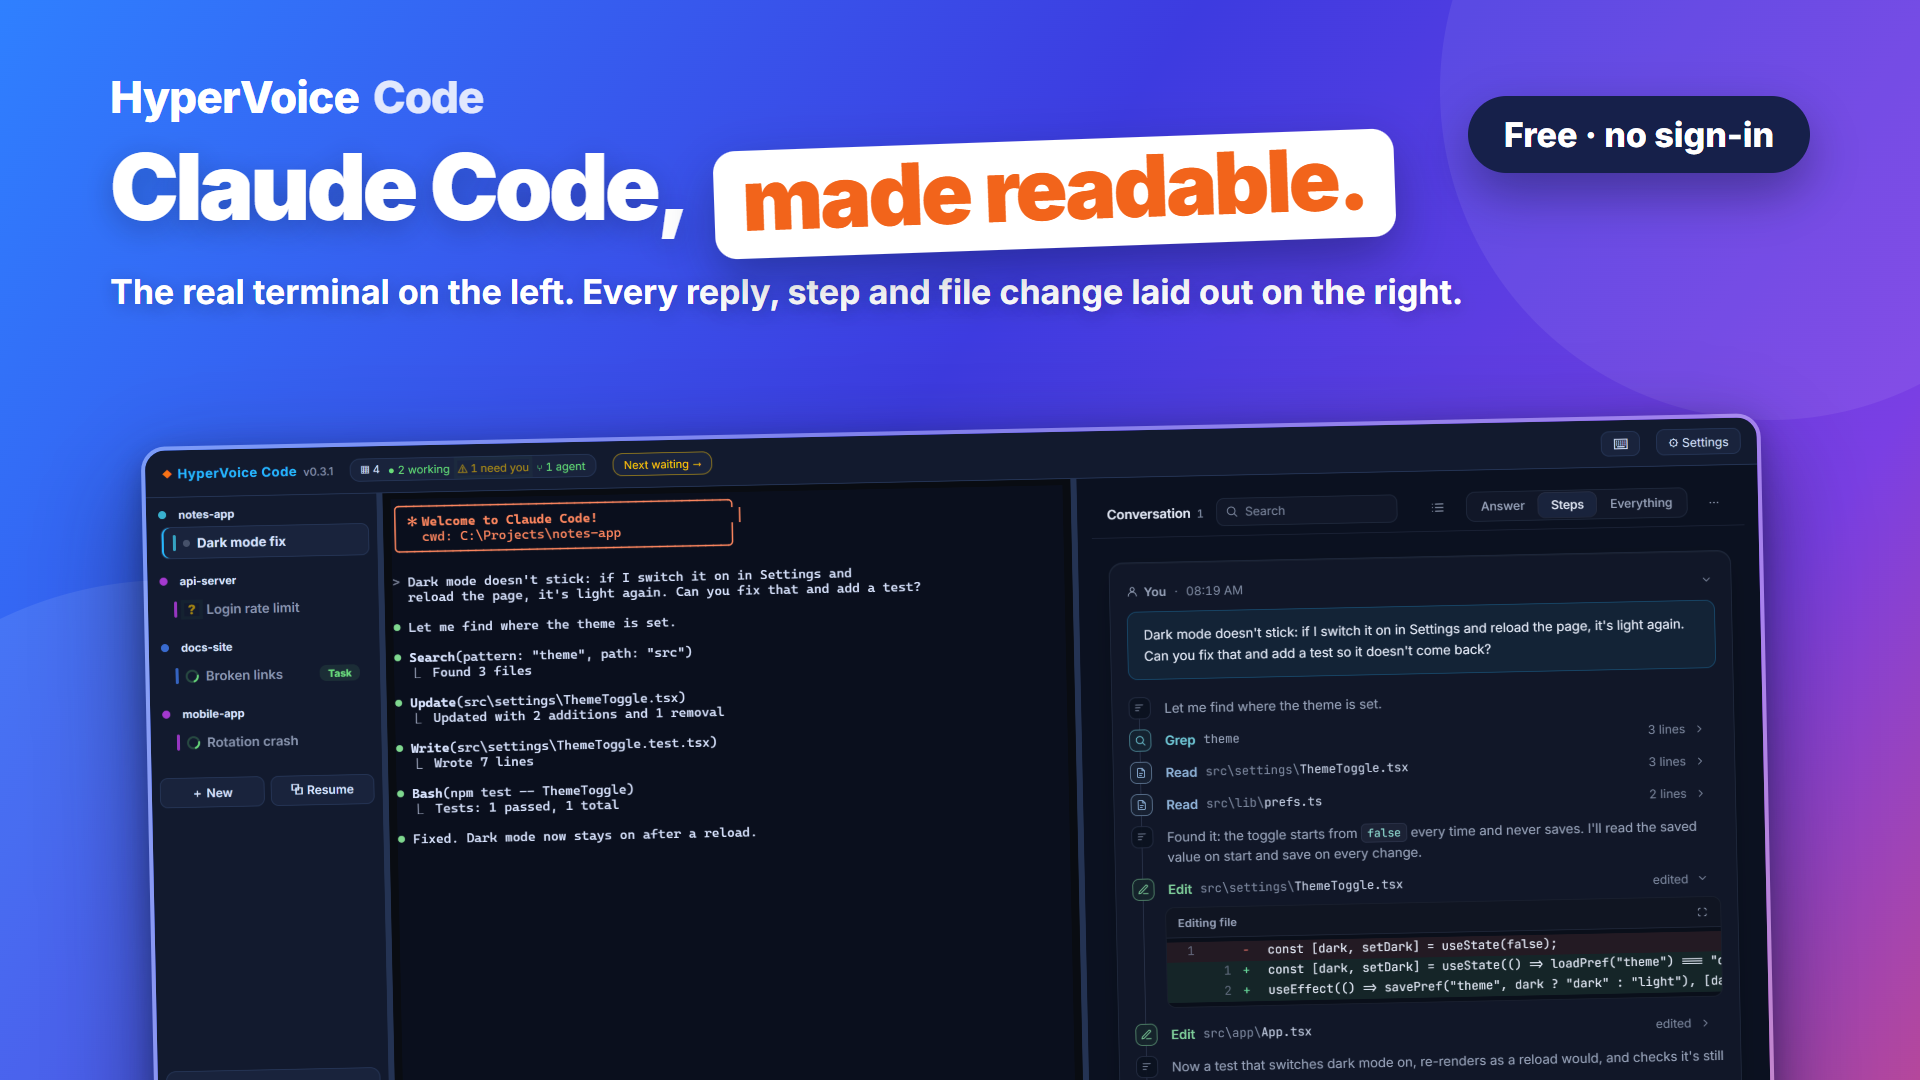 HyperVoice Code
Claude Code, made readable.
Free · no sign-in
The real terminal on the left. Every reply, step and file change laid out on the right.
HyperVoice Code v0.3.1
4 ● 2 working ⚠ 1 need you 1 agent
Next waiting →
Settings
notes-app
Dark mode fix
api-server
? Login rate limit
docs-site
Broken links Task
mobile-app
Rotation crash
+ New
Resume
✻ Welcome to Claude Code!
cwd: C:\Projects\notes-app
> Dark mode doesn't stick: if I switch it on in Settings and
reload the page, it's light again. Can you fix that and add a test?
● Let me find where the theme is set.
● Search(pattern: "theme", path: "src")
⎿ Found 3 files
● Update(src\settings\ThemeToggle.tsx)
⎿ Updated with 2 additions and 1 removal
● Write(src\settings\ThemeToggle.test.tsx)
⎿ Wrote 7 lines
● Bash(npm test -- ThemeToggle)
⎿ Tests: 1 passed, 1 total
● Fixed. Dark mode now stays on after a reload.
Conversation 1
Search
Answer Steps Everything ···
You · 08:19 AM
Dark mode doesn't stick: if I switch it on in Settings and reload the page, it's light again.
Can you fix that and add a test so it doesn't come back?
Let me find where the theme is set.
Grep theme 3 lines
Read src\settings\ThemeToggle.tsx 3 lines
Read src\lib\prefs.ts 2 lines
Found it: the toggle starts from false every time and never saves. I'll read the saved
value on start and save on every change.
Edit src\settings\ThemeToggle.tsx edited
Editing file
1 - const [dark, setDark] = useState(false);
1 + const [dark, setDark] = useState(() => loadPref("theme") ===
2 + useEffect(() => savePref("theme", dark ? "dark" : "light"), [da
Edit src\app\App.tsx edited
Now a test that switches dark mode on, re-renders as a reload would, and checks it's still